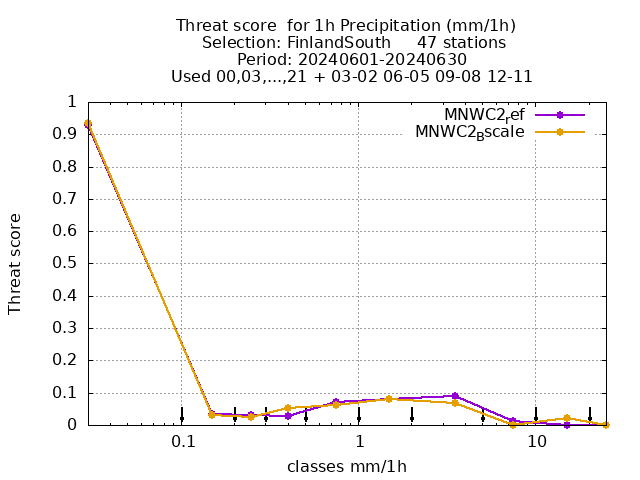 Threat score  for 1h Precipitation (mm/1h)
Selection: FinlandSouth     47 stations
Period: 20240601-20240630
Used 00,03,...,21 + 03-02 06-05 09-08 12-11
MNWC2ref
MNWC2Bscale
1
0.9
0.8
0.7
0.6
0.5
0.4
0.3
0.2
0.1
0
Threat score
0.1 1 10
classes mm/1h